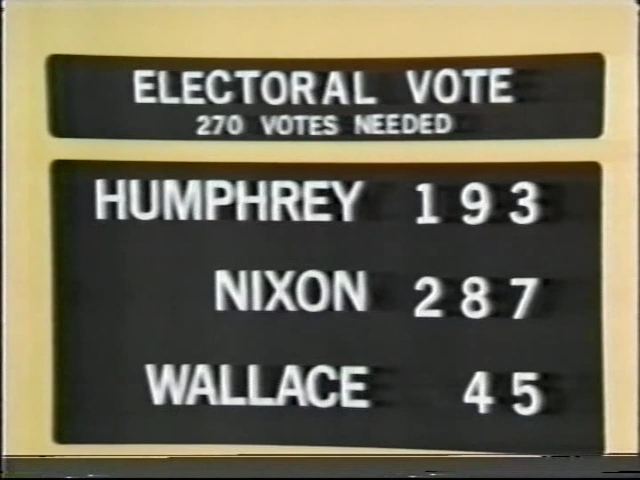 ELECTORAL VOTE
270 VOTES NEEDED
HUMPHREY 193
NIXON 287
WALLACE 45